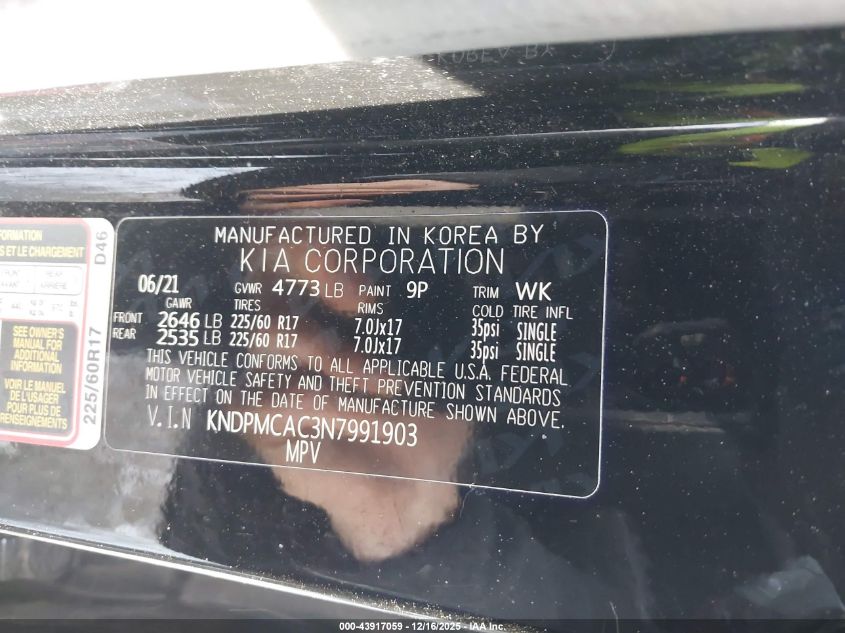 MANUFACTURED IN KOREA BY
KIA CORPORATION
06/21 GVWR 4773 LB PAINT 9P TRIM WK
GAWR TIRES RIMS COLD TIRE INFL
FRONT 2646 LB 225/60 R17 7.0Jx17 35psi SINGLE
REAR 2535 LB 225/60 R17 7.0Jx17 35psi SINGLE
THIS VEHICLE CONFORMS TO ALL APPLICABLE U.S.A. FEDERAL
MOTOR VEHICLE SAFETY AND THEFT PREVENTION STANDARDS
IN EFFECT ON THE DATE OF MANUFACTURE SHOWN ABOVE.
V.I.N KNDPMCAC3N7991903
MPV
ET LE CHARGEMENT
SEE OWNER'S
MANUAL FOR
ADDITIONAL
INFORMATION
VOIR LE MANUEL
DE L'USAGER
POUR PLUS DE
RENSEIGNEMENTS
D46
225/60R17
000-43917059 - 12/16/2025 - IAA Inc.